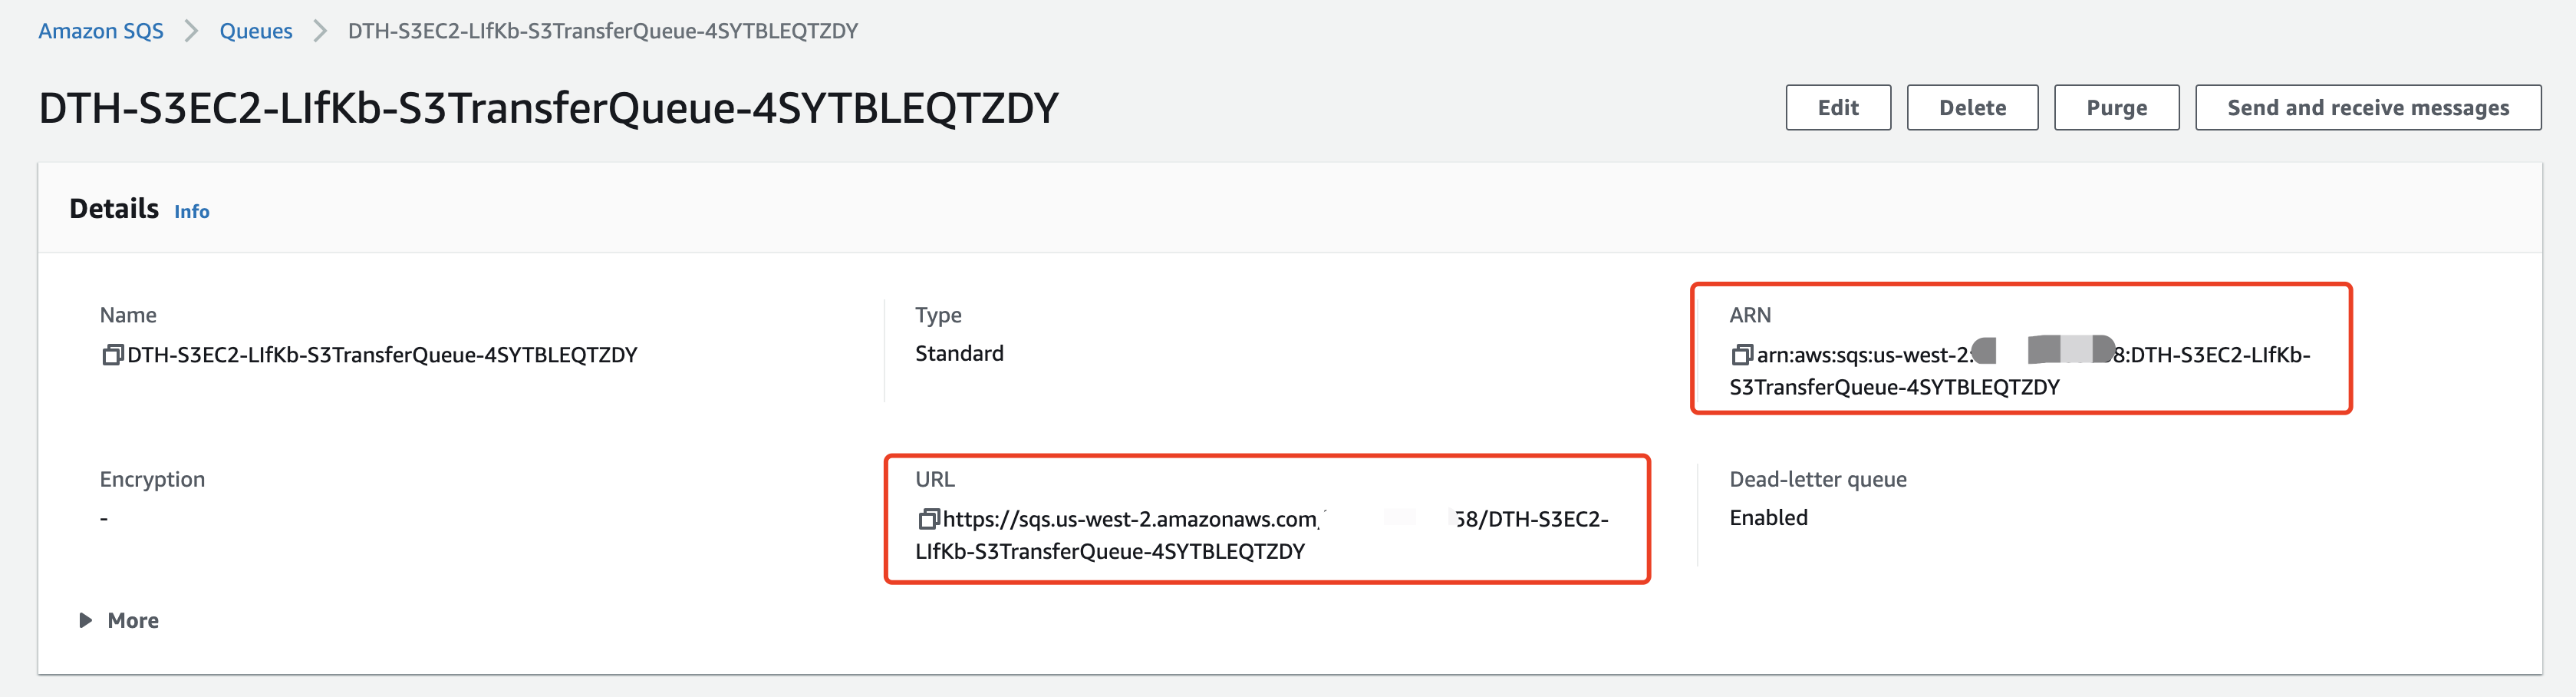 Amazon SQS > Queues > DTH-S3EC2-LIfKb-S3TransferQueue-4SYTBLEQTZDY
DTH-S3EC2-LIfKb-S3TransferQueue-4SYTBLEQTZDY
Edit
Delete
Purge
Send and receive messages
Details Info
Name
DTH-S3EC2-LIfKb-S3TransferQueue-4SYTBLEQTZDY
Type
Standard
ARN
arn:aws:sqs:us-west-2: 8:DTH-S3EC2-LIfKb-
S3TransferQueue-4SYTBLEQTZDY
Encryption
-
URL
https://sqs.us-west-2.amazonaws.com 58/DTH-S3EC2-
LIfKb-S3TransferQueue-4SYTBLEQTZDY
Dead-letter queue
Enabled
More